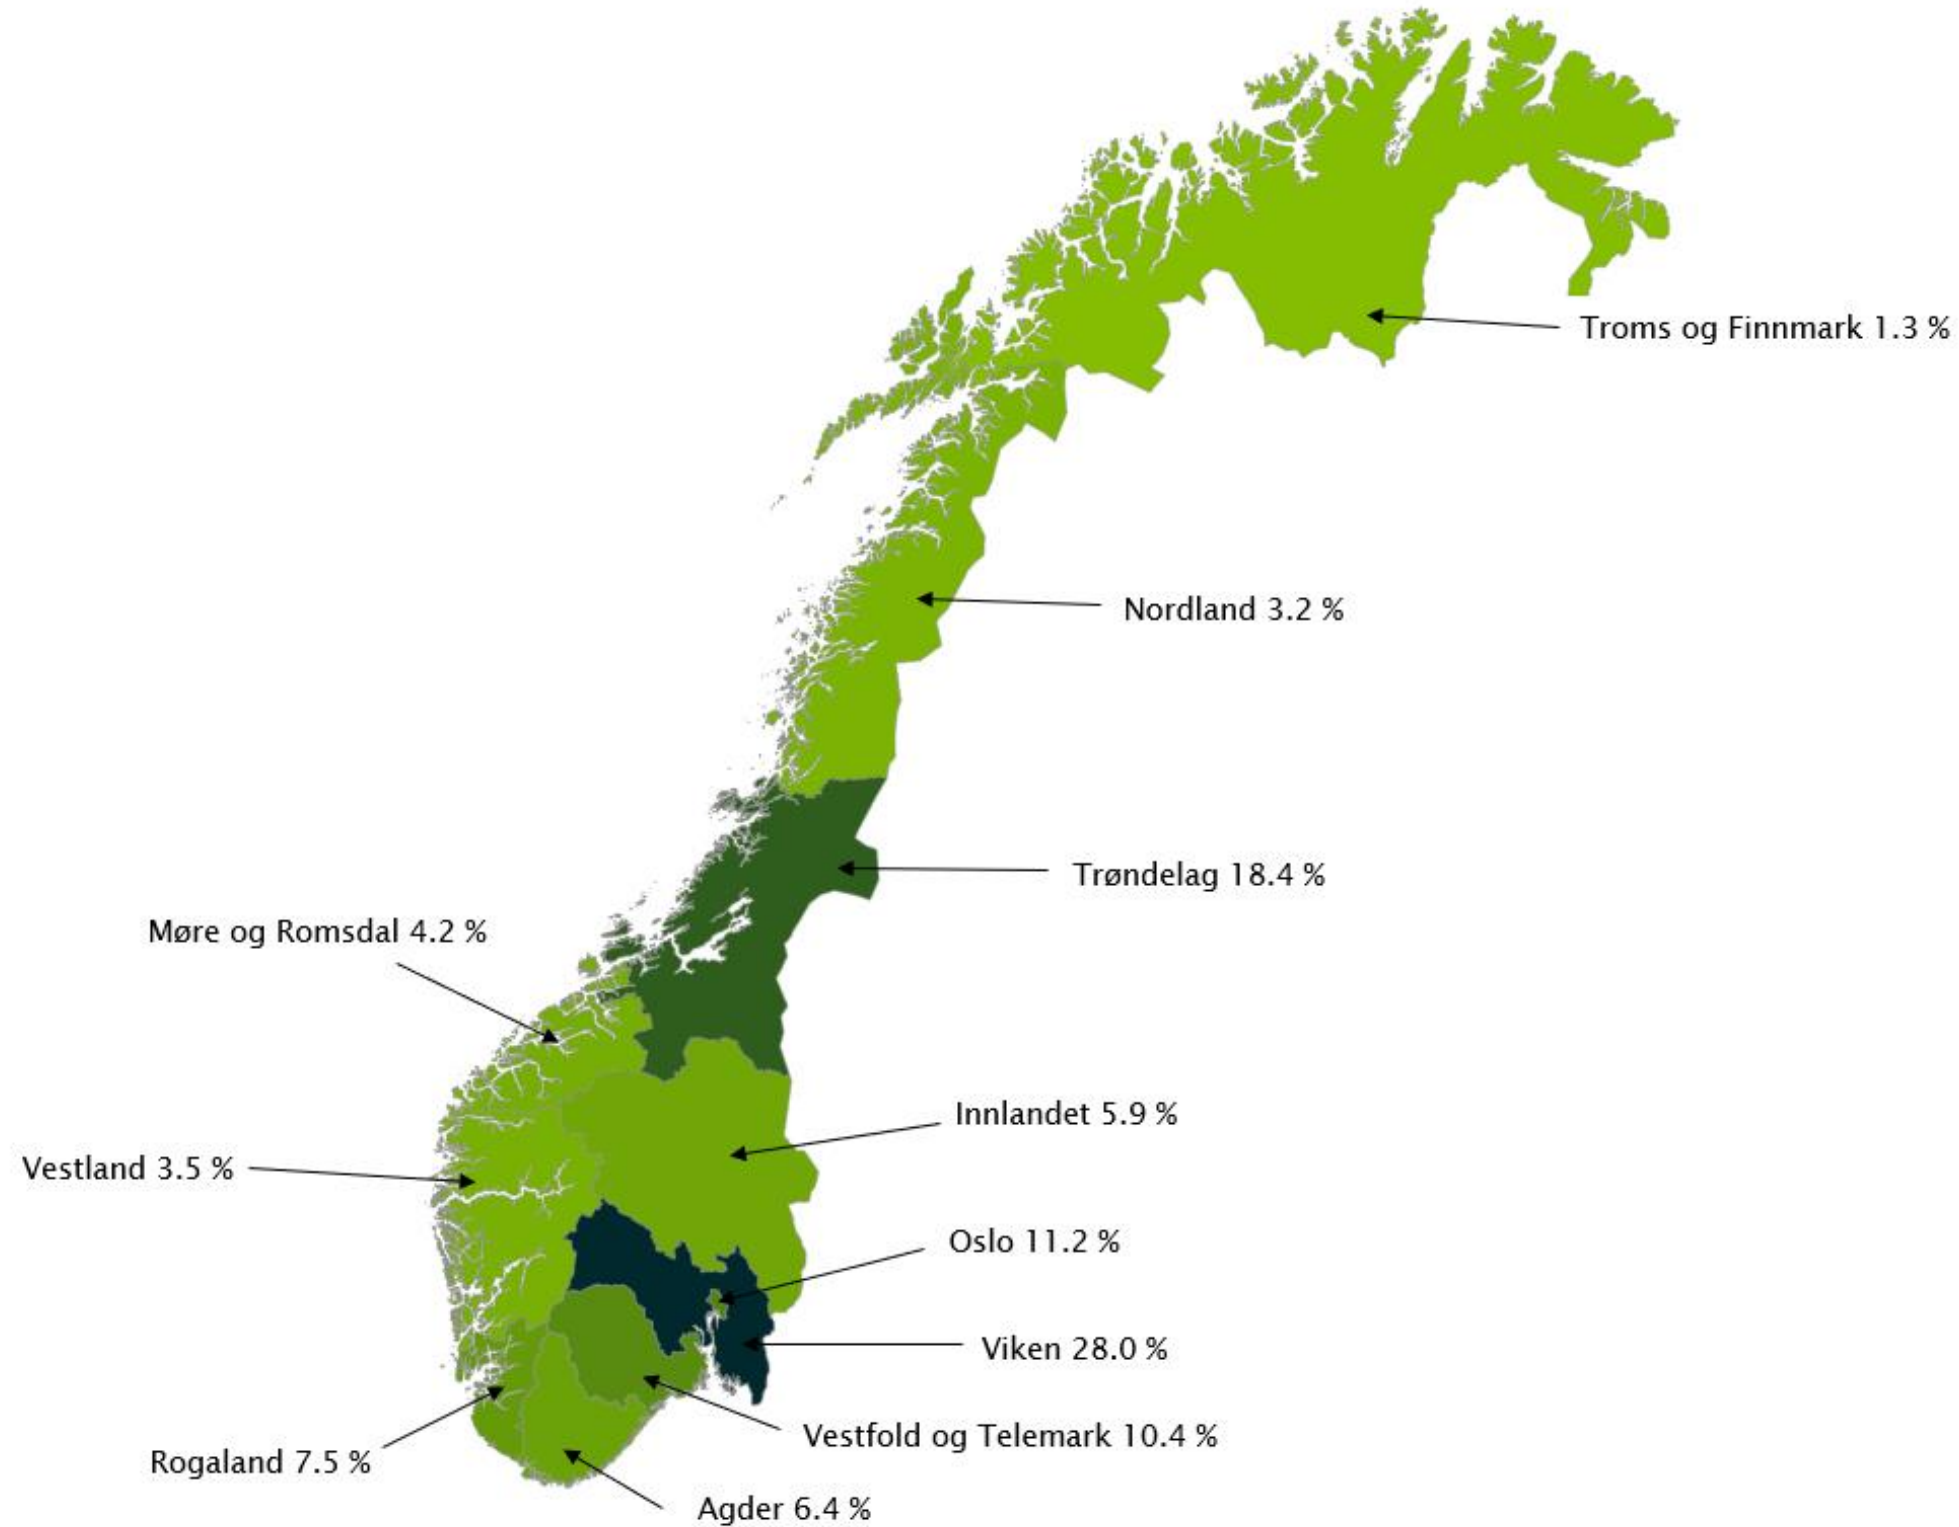 Troms og Finnmark 1.3 %
Nordland 3.2 %
Trøndelag 18.4 %
Møre og Romsdal 4.2 %
Innlandet 5.9 %
Vestland 3.5 %
Oslo 11.2 %
Viken 28.0 %
Vestfold og Telemark 10.4 %
Rogaland 7.5 %
Agder 6.4 %